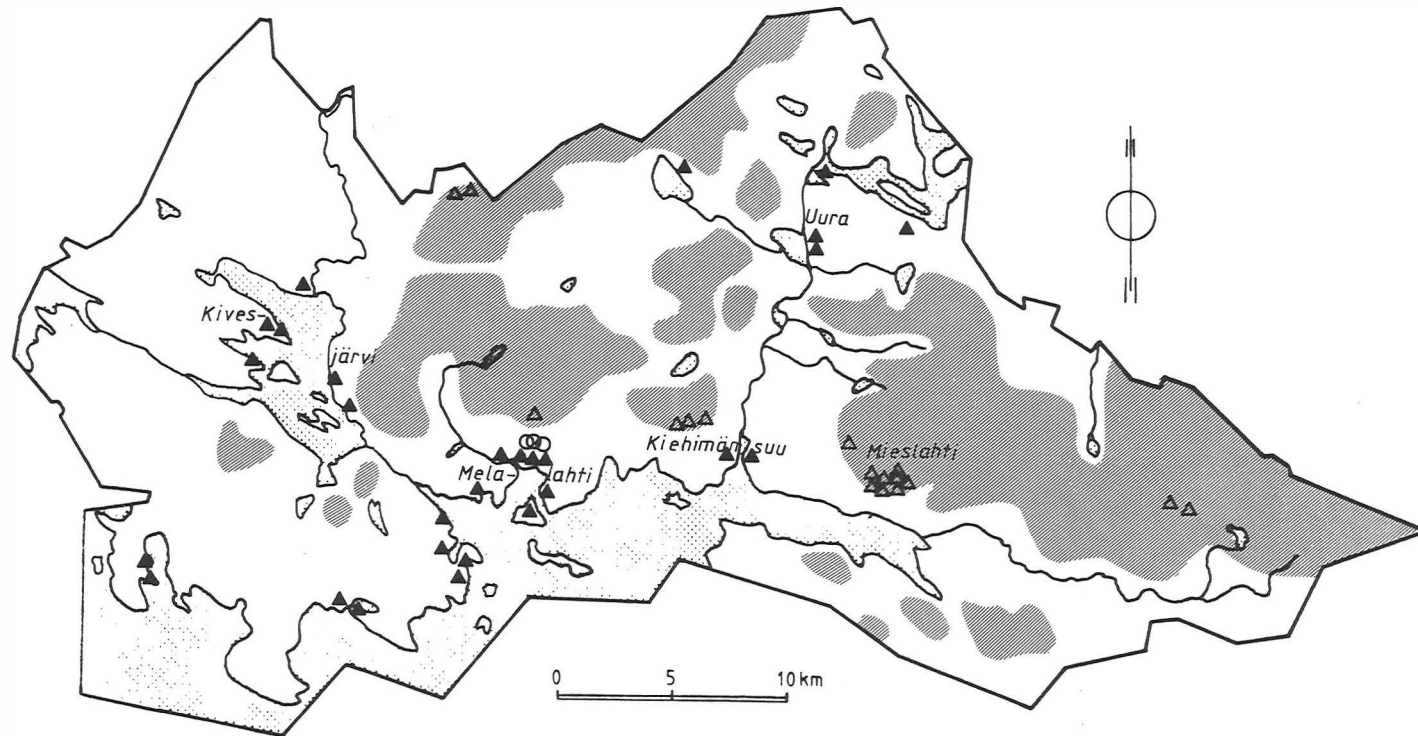 Uura
Kives-
järvi
Kiehimänsuu
Mieslahti
Mela-
lahti
0 5 10 km